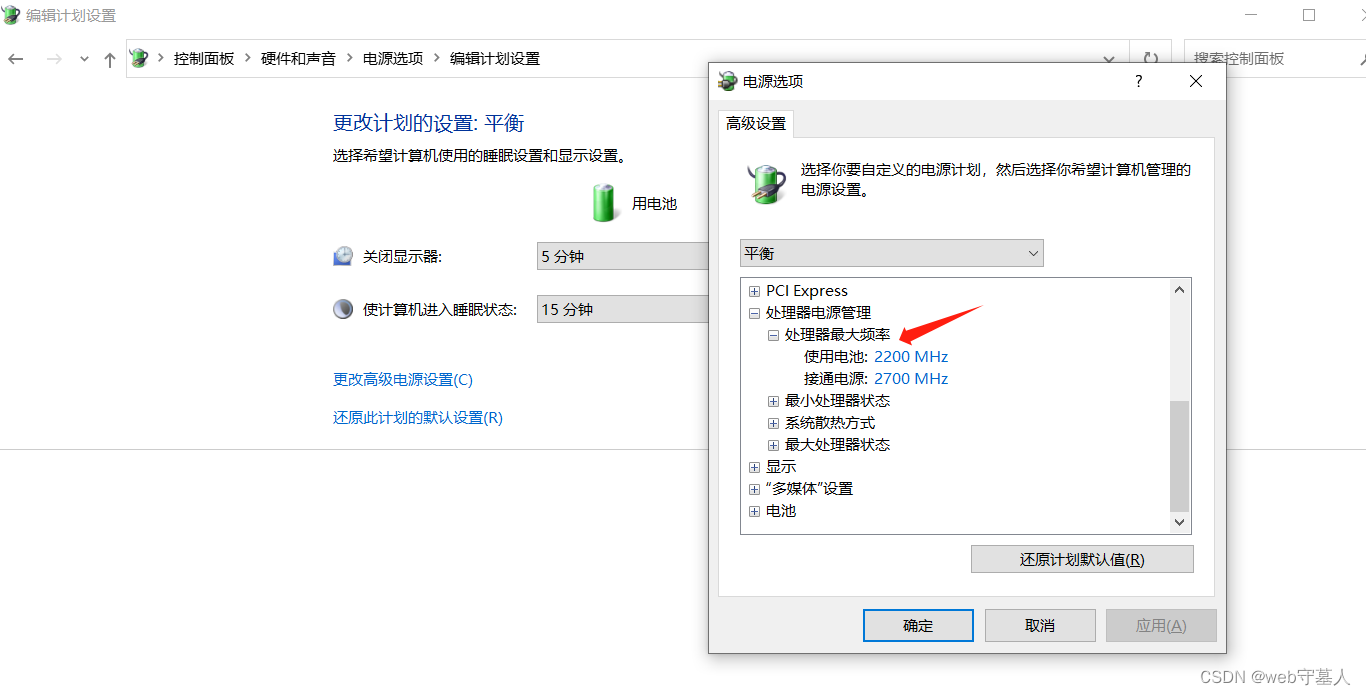 编辑计划设置
控制面板
硬件和声音
电源选项
编辑计划设置
搜索控制面板
更改计划的设置: 平衡
选择希望计算机使用的睡眠设置和显示设置。
用电池
关闭显示器:
5 分钟
使计算机进入睡眠状态:
15 分钟
更改高级电源设置(C)
还原此计划的默认设置(R)
电源选项
?
高级设置
选择你要自定义的电源计划，然后选择你希望计算机管理的
电源设置。
平衡
PCI Express
处理器电源管理
处理器最大频率
使用电池: 2200 MHz
接通电源: 2700 MHz
最小处理器状态
系统散热方式
最大处理器状态
显示
“多媒体”设置
电池
还原计划默认值(R)
确定
取消
应用(A)
CSDN @web守墓人